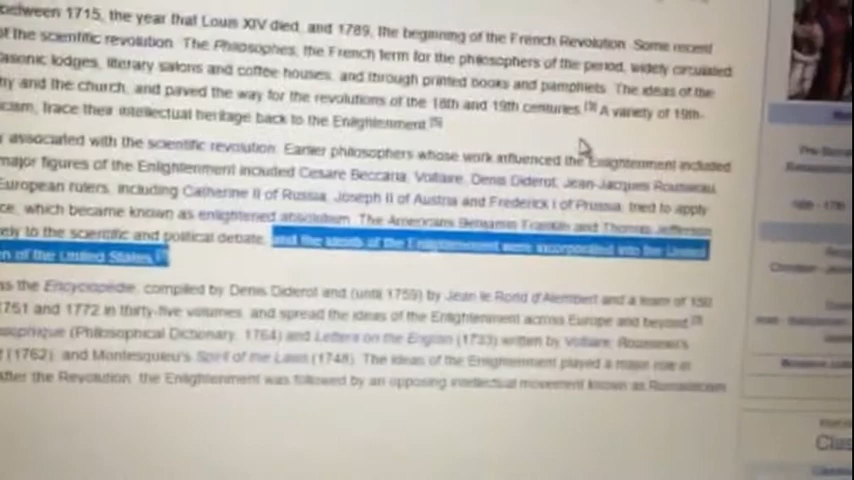 between 1715, the year that Louis XIV died, and 1789, the beginning of the French Revolution. Some recent
of the scientific revolution. The Philosophes, the French term for the philosophers of the period, widely circulated
asonic lodges, literary salons and coffee houses, and through printed books and pamphlets. The ideas of the
and the church, and paved the way for the revolutions of the 18th and 19th centuries. A variety of 19th-
icism, trace their intellectual heritage back to the Enlightenment.
associated with the scientific revolution. Earlier philosophers whose work influenced the Enlightenment included
major figures of the Enlightenment included Cesare Beccaria, Voltaire, Denis Diderot, Jean-Jacques Rousseau,
European rulers, including Catherine II of Russia, Joseph II of Austria and Frederick I of Prussia, tried to apply
ce, which became known as enlightened absolutism. The Americans Benjamin Franklin and Thomas Jefferson
ely to the scientific and political debate, and the ideals of the Enlightenment were incorporated into the United
n of the United States.
as the Encyclopédie, compiled by Denis Diderot and (until 1759) by Jean le Rond d'Alembert and a team of 150
751 and 1772 in thirty-five volumes, and spread the ideas of the Enlightenment across Europe and beyond.
osophique (Philosophical Dictionary, 1764) and Letters on the English (1733) written by Voltaire; Rousseau's
(1762); and Montesquieu's Spirit of the Laws (1748). The ideas of the Enlightenment played a major role in
After the Revolution, the Enlightenment was followed by an opposing intellectual movement known as Romanticism.
Clas